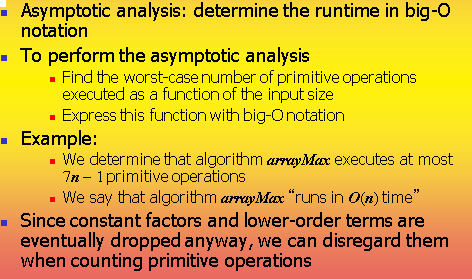 Asymptotic analysis: determine the runtime in big-O
notation
To perform the asymptotic analysis
Find the worst-case number of primitive operations
executed as a function of the input size
Express this function with big-O notation
Example:
We determine that algorithm arrayMax executes at most
7n − 1 primitive operations
We say that algorithm arrayMax “runs in O(n) time”
Since constant factors and lower-order terms are
eventually dropped anyway, we can disregard them
when counting primitive operations